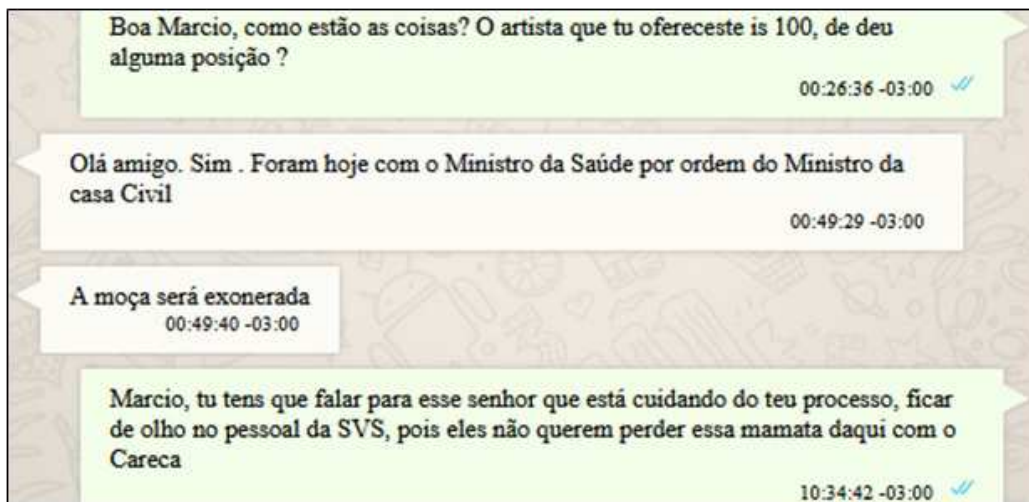 Boa Marcio, como estão as coisas? O artista que tu ofereceste is 100, de deu
alguma posição ?
00:26:36 -03:00
Olá amigo. Sim . Foram hoje com o Ministro da Saúde por ordem do Ministro da
casa Civil
00:49:29 -03:00
A moça será exonerada
00:49:40 -03:00
Marcio, tu tens que falar para esse senhor que está cuidando do teu processo, ficar
de olho no pessoal da SVS, pois eles não querem perder essa mamata daqui com o
Careca
10:34:42 -03:00